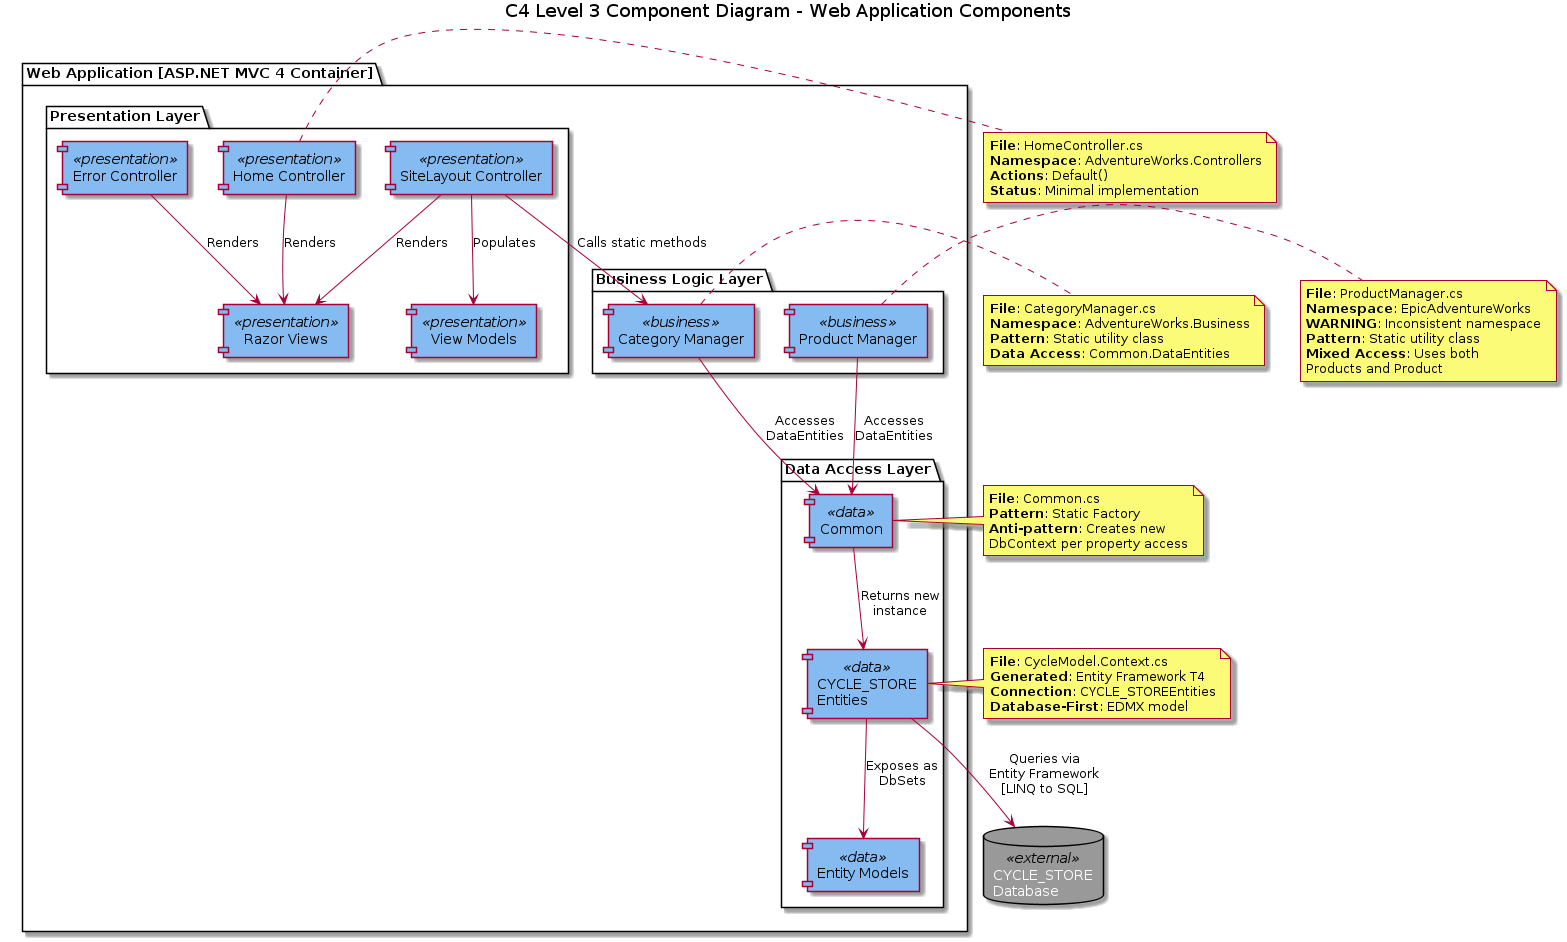 C4 Level 3 Component Diagram - Web Application Components
Web Application [ASP.NET MVC 4 Container]
Presentation Layer
«presentation»
Error Controller
«presentation»
Home Controller
«presentation»
SiteLayout Controller
File: HomeController.cs
Namespace: AdventureWorks.Controllers
Actions: Default()
Status: Minimal implementation
Renders
Renders
Renders
Populates
Calls static methods
Business Logic Layer
«presentation»
Razor Views
«presentation»
View Models
«business»
Category Manager
«business»
Product Manager
File: CategoryManager.cs
Namespace: AdventureWorks.Business
Pattern: Static utility class
Data Access: Common.DataEntities
File: ProductManager.cs
Namespace: EpicAdventureWorks
WARNING: Inconsistent namespace
Pattern: Static utility class
Mixed Access: Uses both
Products and Product
Accesses
DataEntities
Accesses
DataEntities
Data Access Layer
«data»
Common
File: Common.cs
Pattern: Static Factory
Anti-pattern: Creates new
DbContext per property access
Returns new
instance
«data»
CYCLE_STORE
Entities
File: CycleModel.Context.cs
Generated: Entity Framework T4
Connection: CYCLE_STOREEntities
Database-First: EDMX model
Exposes as
DbSets
Queries via
Entity Framework
[LINQ to SQL]
«data»
Entity Models
«external»
CYCLE_STORE
Database